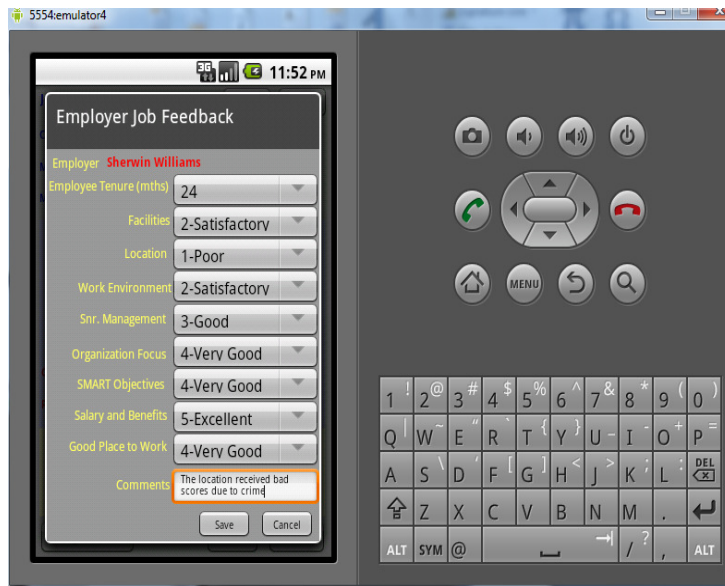 5554:emulator4
3G 11:52 PM
Employer Job Feedback
Employer Sherwin Williams
Employee Tenure (mths) 24
Facilities 2-Satisfactory
Location 1-Poor
Work Environment 2-Satisfactory
Snr. Management 3-Good
Organization Focus 4-Very Good
SMART Objectives 4-Very Good
Salary and Benefits 5-Excellent
Good Place to Work 4-Very Good
Comments The location received bad
scores due to crime
Save Cancel
MENU
1 ! 2 @ 3 # 4 $ 5 % 6 ^ 7 & 8 * 9 ( 0 )
Q | W ~ E " R ` T { Y } U - I - O + P =
A S \ D ' F [ G ] H < J > K ; L : DEL
Z X C V B N M .
ALT SYM @ / ? , ALT